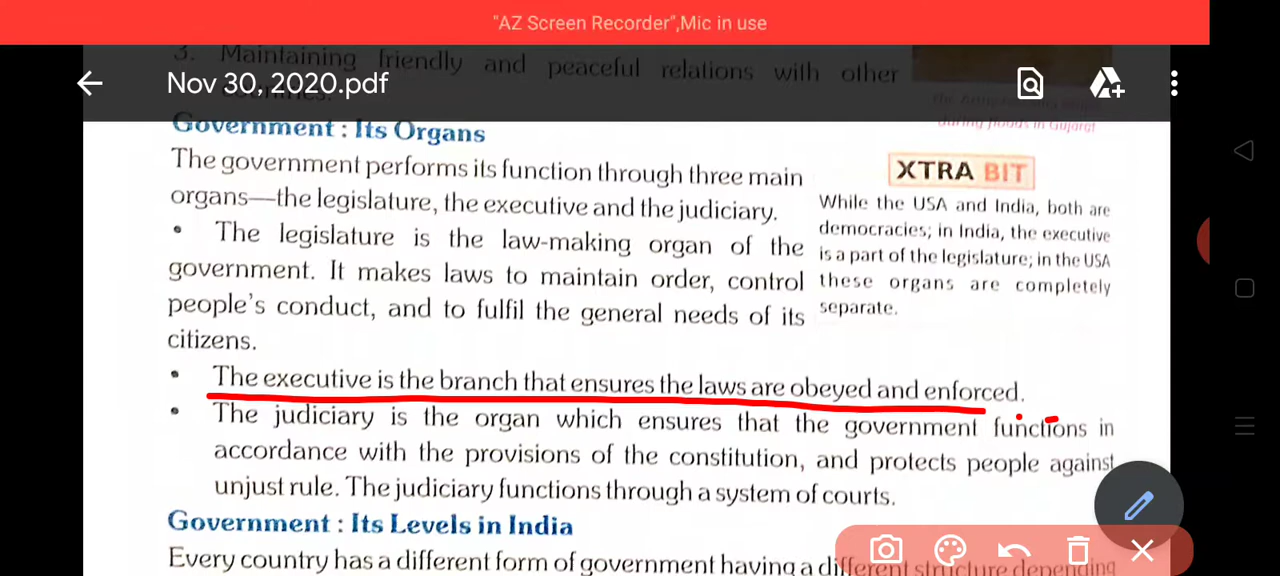 "AZ Screen Recorder",Mic in use
3. Maintaining friendly and peaceful relations with other
Nov 30, 2020.pdf
countries.
during floods in Gujarat
Government : Its Organs
The government performs its function through three main
organs—the legislature, the executive and the judiciary.
• The legislature is the law-making organ of the
government. It makes laws to maintain order, control
people's conduct, and to fulfil the general needs of its
citizens.
XTRA BIT
While the USA and India, both are
democracies; in India, the executive
is a part of the legislature; in the USA
these organs are completely
separate.
• The executive is the branch that ensures the laws are obeyed and enforced.
• The judiciary is the organ which ensures that the government functions in
accordance with the provisions of the constitution, and protects people against
unjust rule. The judiciary functions through a system of courts.
Government : Its Levels in India
Every country has a different form of government having a different structure depending